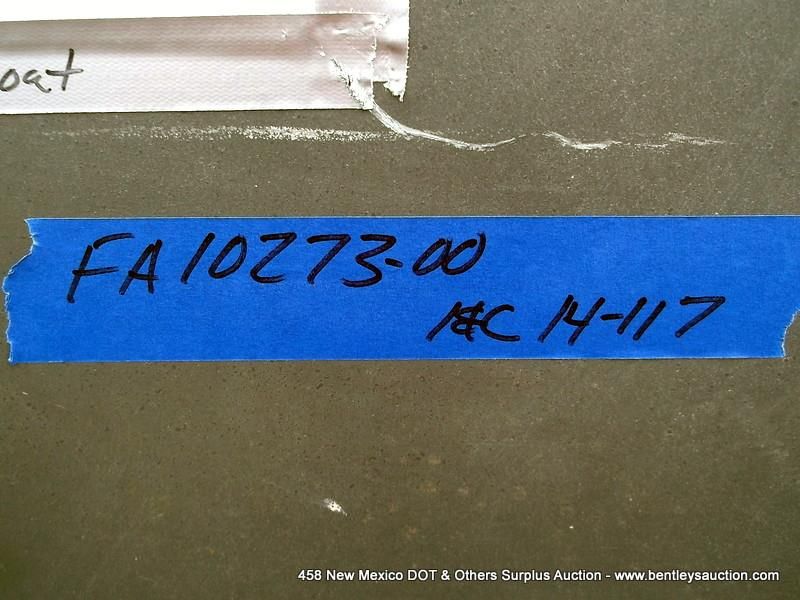 oat
FA10273-00
I&C 14-117
458 New Mexico DOT & Others Surplus Auction - www.bentleysauction.com